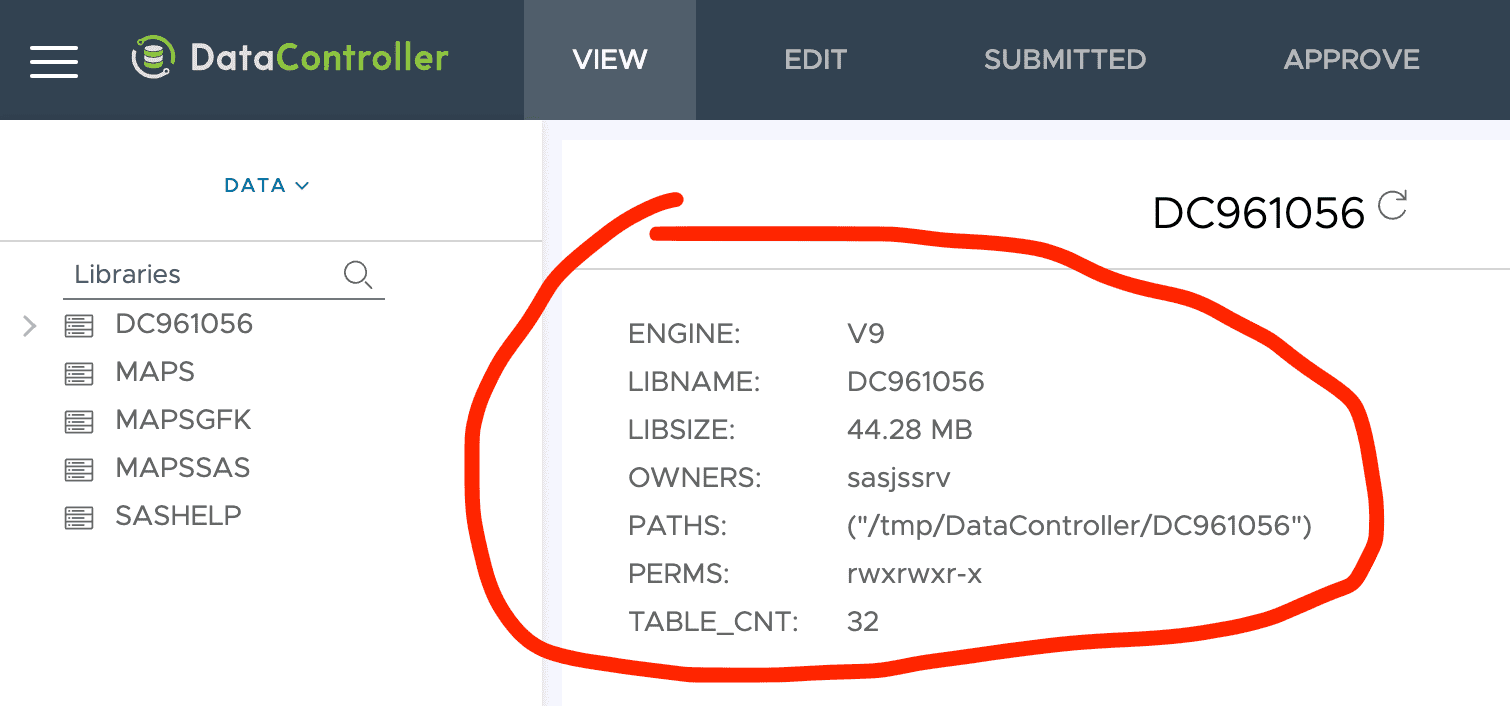 DataController VIEW EDIT SUBMITTED APPROVE
DATA
Libraries
DC961056
MAPS
MAPSGFK
MAPSSAS
SASHELP
DC961056
ENGINE: V9
LIBNAME: DC961056
LIBSIZE: 44.28 MB
OWNERS: sasjssrv
PATHS: ("/tmp/DataController/DC961056")
PERMS: rwxrwxr-x
TABLE_CNT: 32